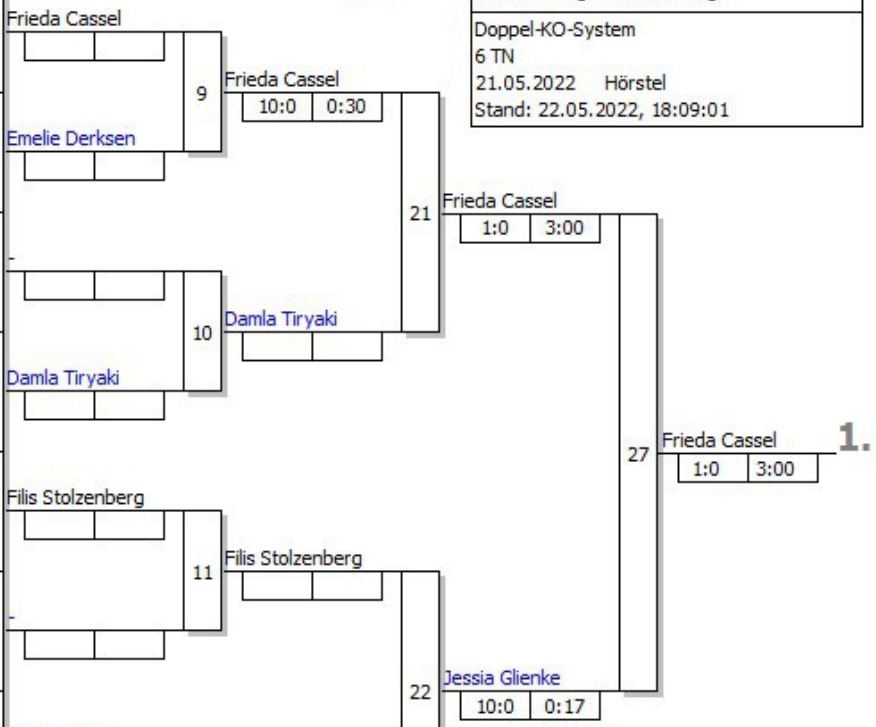 Frieda Cassel
Doppel-KO-System
6 TN
21.05.2022 Hörstel
Stand: 22.05.2022, 18:09:01
9
Frieda Cassel
10:0 0:30
Emelie Derksen
21
Frieda Cassel
1:0 3:00
-
10
Damla Tiryaki
Damla Tiryaki
27
Frieda Cassel
1.
1:0 3:00
Filis Stolzenberg
11
Filis Stolzenberg
-
22
Jessia Glienke
10:0 0:17